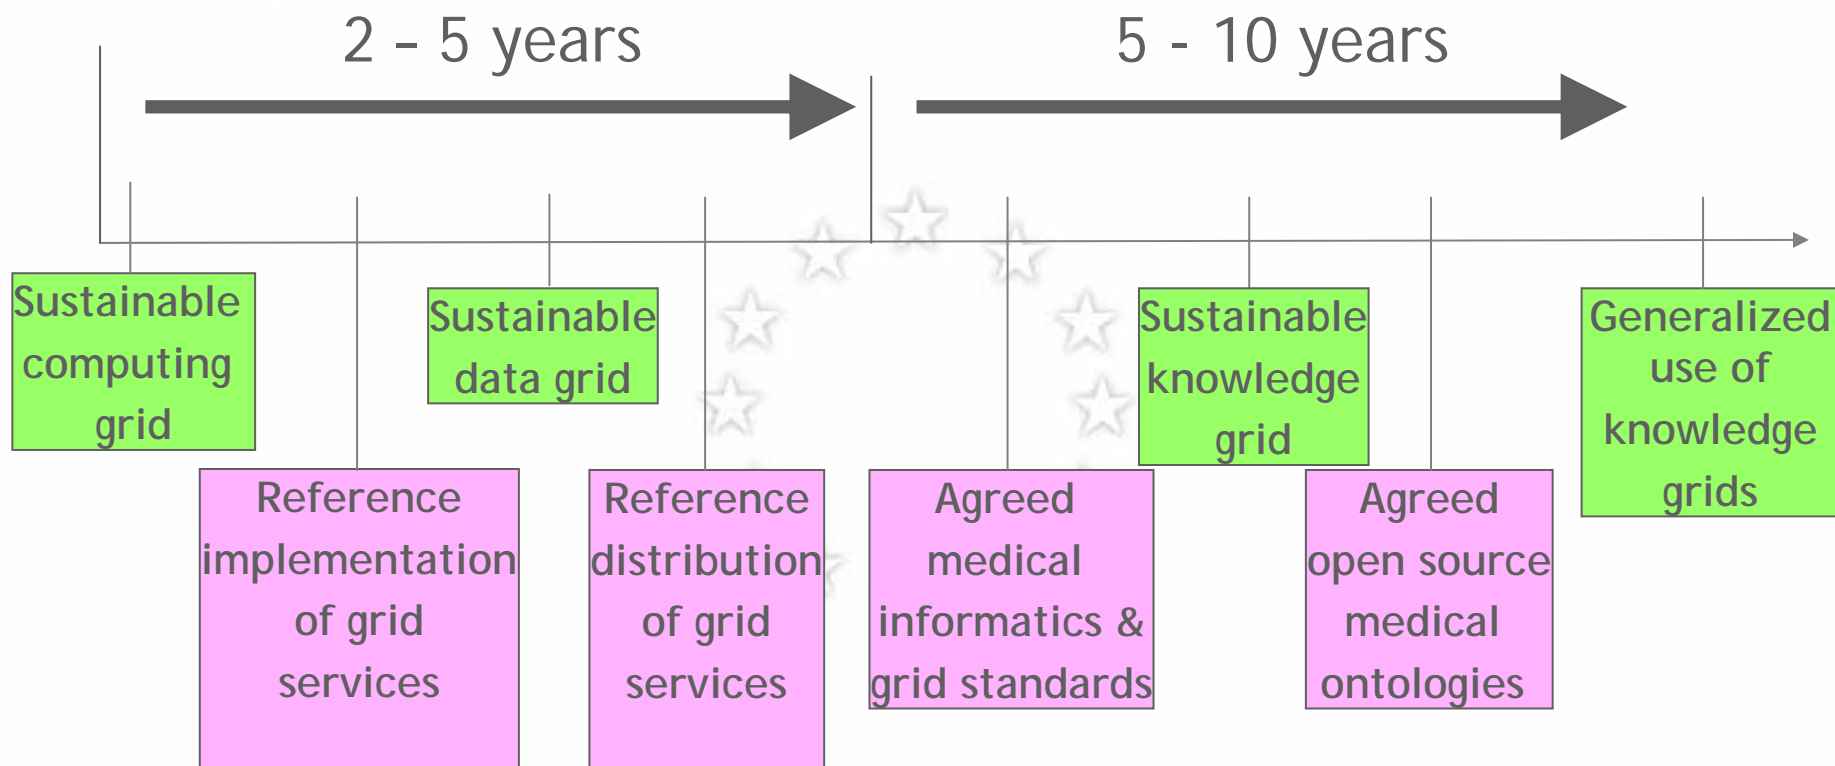 2 - 5 years
5 - 10 years
Sustainable
computing
grid
Reference
implementation
of grid
services
Sustainable
data grid
Reference
distribution
of grid
services
Agreed
medical
informatics &
grid standards
Sustainable
knowledge
grid
Agreed
open source
medical
ontologies
Generalized
use of
knowledge
grids